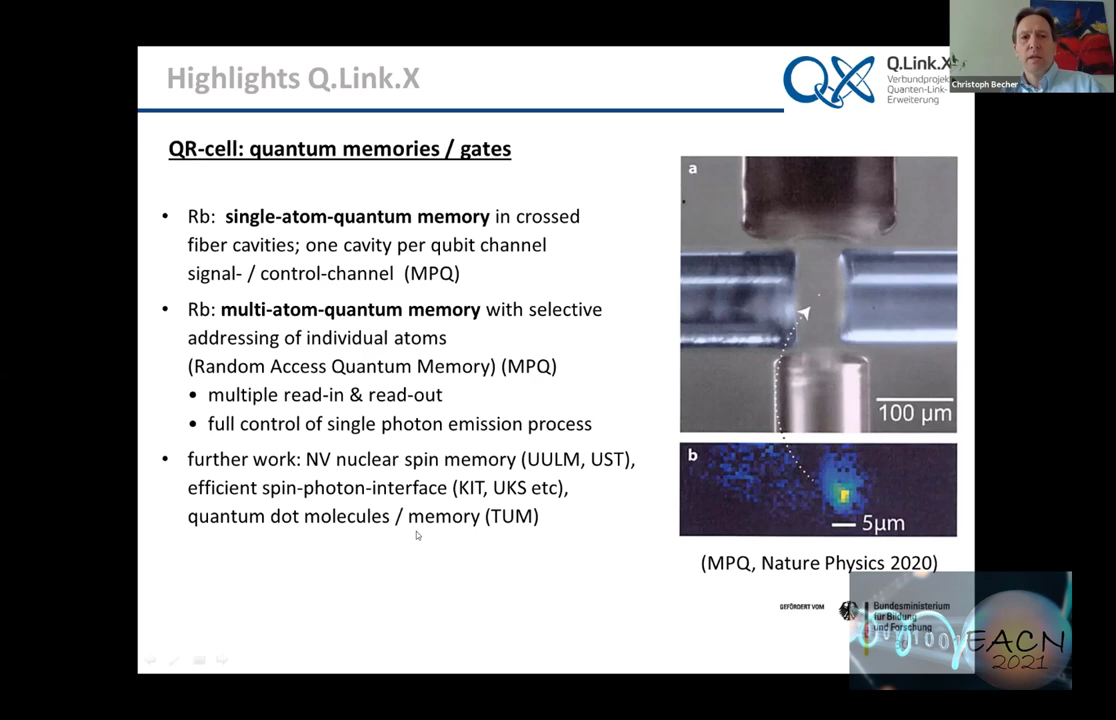 Highlights Q.Link.X
QX
Q.Link.X
Verbundprojekt
Quanten-Link-
Erweiterung
Christoph Becher
QR-cell: quantum memories / gates
• Rb: single-atom-quantum memory in crossed
fiber cavities; one cavity per qubit channel
signal- / control-channel (MPQ)
• Rb: multi-atom-quantum memory with selective
addressing of individual atoms
(Random Access Quantum Memory) (MPQ)
• multiple read-in & read-out
• full control of single photon emission process
• further work: NV nuclear spin memory (UULM, UST),
efficient spin-photon-interface (KIT, UKS etc),
quantum dot molecules / memory (TUM)
a
100 µm
b
5µm
(MPQ, Nature Physics 2020)
GEFÖRDERT VOM
Bundesministerium
für Bildung
und Forschung
EACN
2021